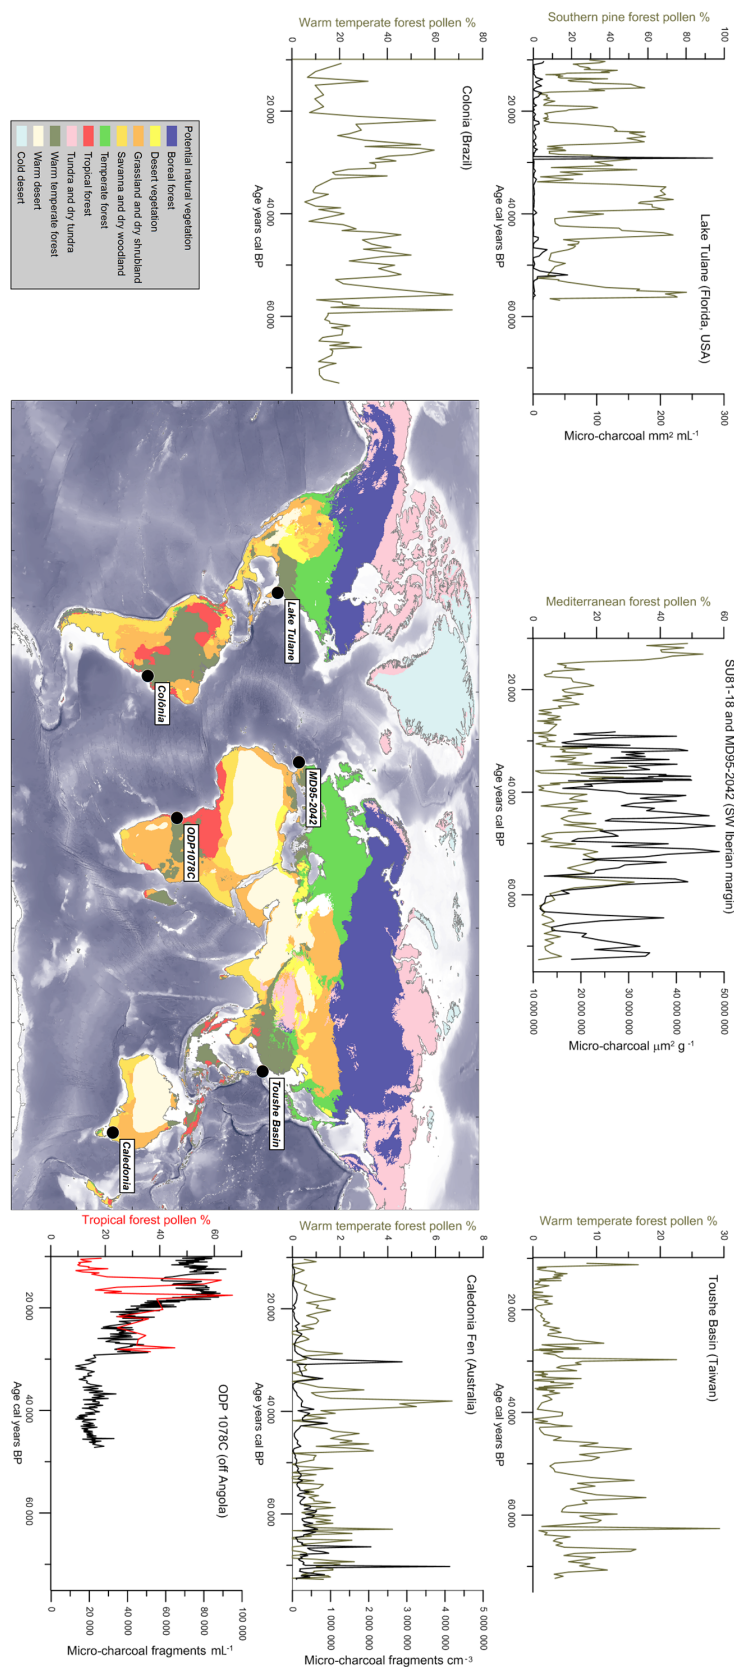 Southern pine forest pollen %
0 20 40 60 80 100
20 000
40 000
60 000
Age cal years BP
Lake Tulane (Florida, USA)
0 100 200 300
Micro-charcoal mm² mL⁻¹
Mediterranean forest pollen %
0 20 40 60
20 000
40 000
60 000
Age years cal BP
SU81-18 and MD95-2042 (SW Iberian margin)
10 000 000
20 000 000
30 000 000
40 000 000
50 000 000
Micro-charcoal µm² g⁻¹
Warm temperate forest pollen %
0 10 20 30
20 000
40 000
60 000
Age cal years BP
Toushe Basin (Taiwan)
Warm temperate forest pollen %
0 20 40 60 80
20 000
40 000
60 000
Age years cal BP
Colonia (Brazil)
Lake Tulane
Colônia
MD95-2042
ODP1078C
Toushe Basin
Caledonia
Warm temperate forest pollen %
0 2 4 6 8
20 000
40 000
60 000
Age years cal BP
Caledonia Fen (Australia)
0 1 000 2 000 3 000 4 000 5 000
Micro-charcoal fragments cm⁻³
Potential natural vegetation
Boreal forest
Desert vegetation
Grassland and dry shrubland
Savanna and dry woodland
Temperate forest
Tropical forest
Tundra and dry tundra
Warm temperate forest
Warm desert
Cold desert
Tropical forest pollen %
0 20 40 60
20 000
40 000
60 000
Age cal years BP
ODP 1078C (off Angola)
0 20 000 40 000 60 000 80 000 100 000
Micro-charcoal fragments mL⁻¹